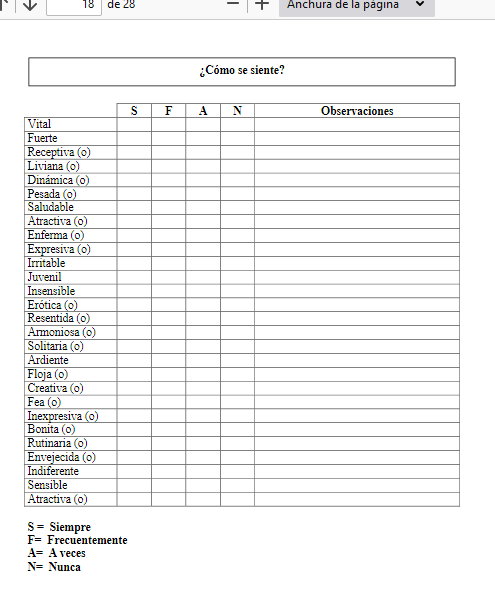 18 de 28 — + Anchura de la página
¿Cómo se siente?
S F A N Observaciones
Vital
Fuerte
Receptiva (o)
Liviana (o)
Dinámica (o)
Pesada (o)
Saludable
Atractiva (o)
Enferma (o)
Expresiva (o)
Irritable
Juvenil
Insensible
Erótica (o)
Resentida (o)
Armoniosa (o)
Solitaria (o)
Ardiente
Floja (o)
Creativa (o)
Fea (o)
Inexpresiva (o)
Bonita (o)
Rutinaria (o)
Envejecida (o)
Indiferente
Sensible
Atractiva (o)
S = Siempre
F= Frecuentemente
A= A veces
N= Nunca